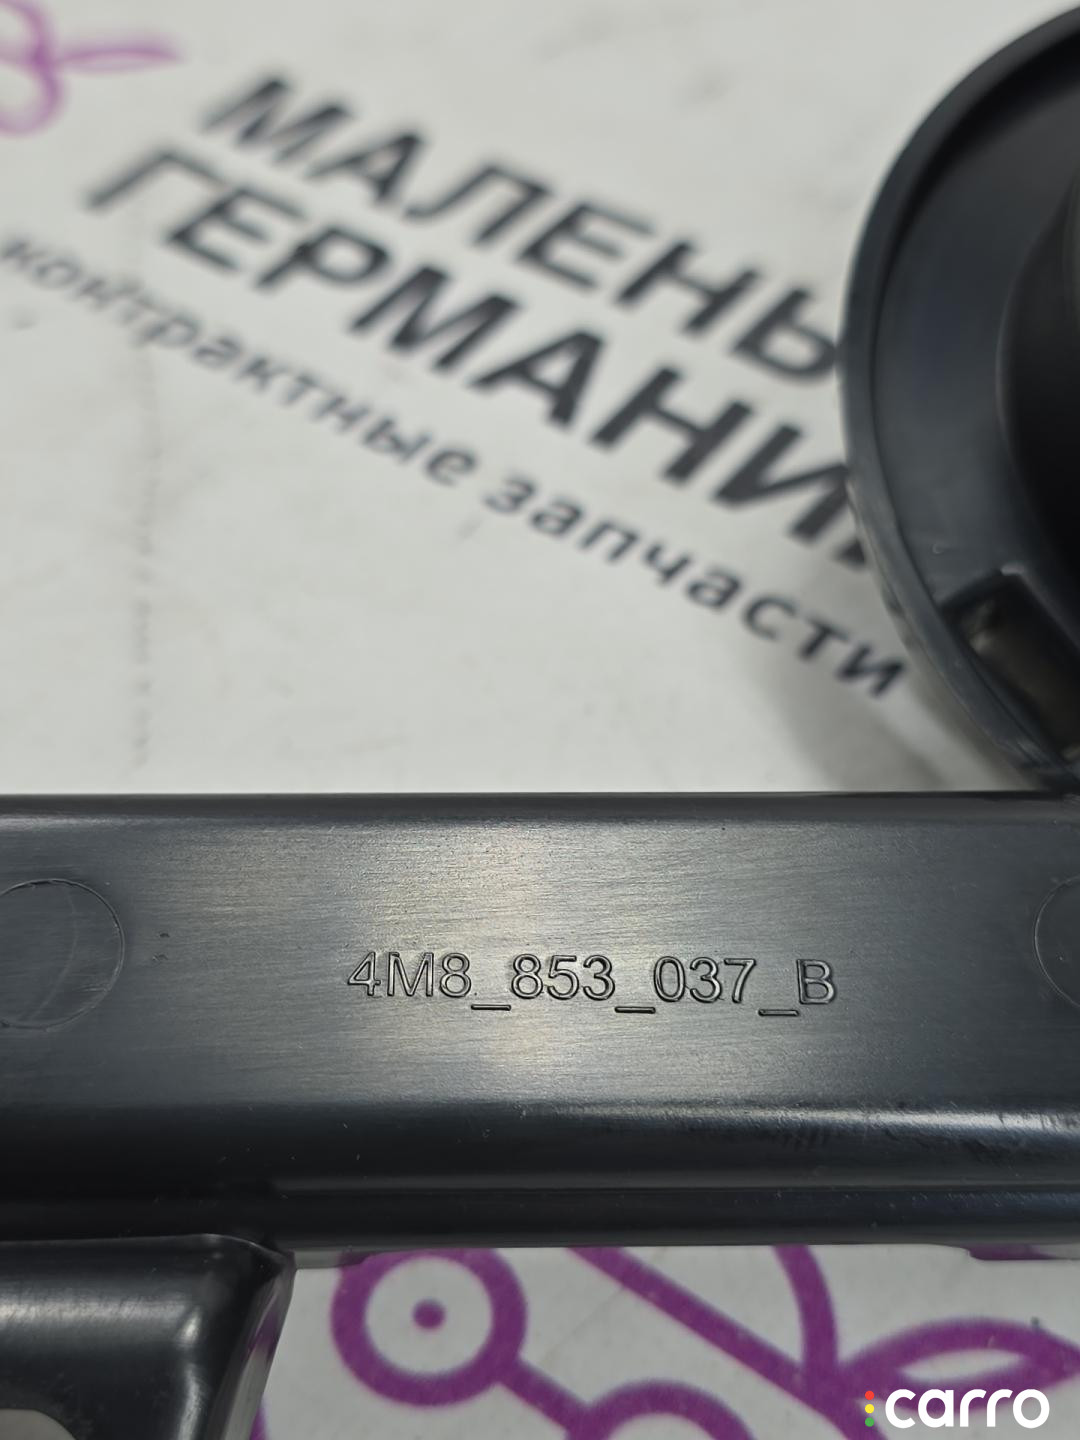 МАЛЕНЬ
ГЕРМАНИ
контрактные запчасти
4M8_853_037_B
carro